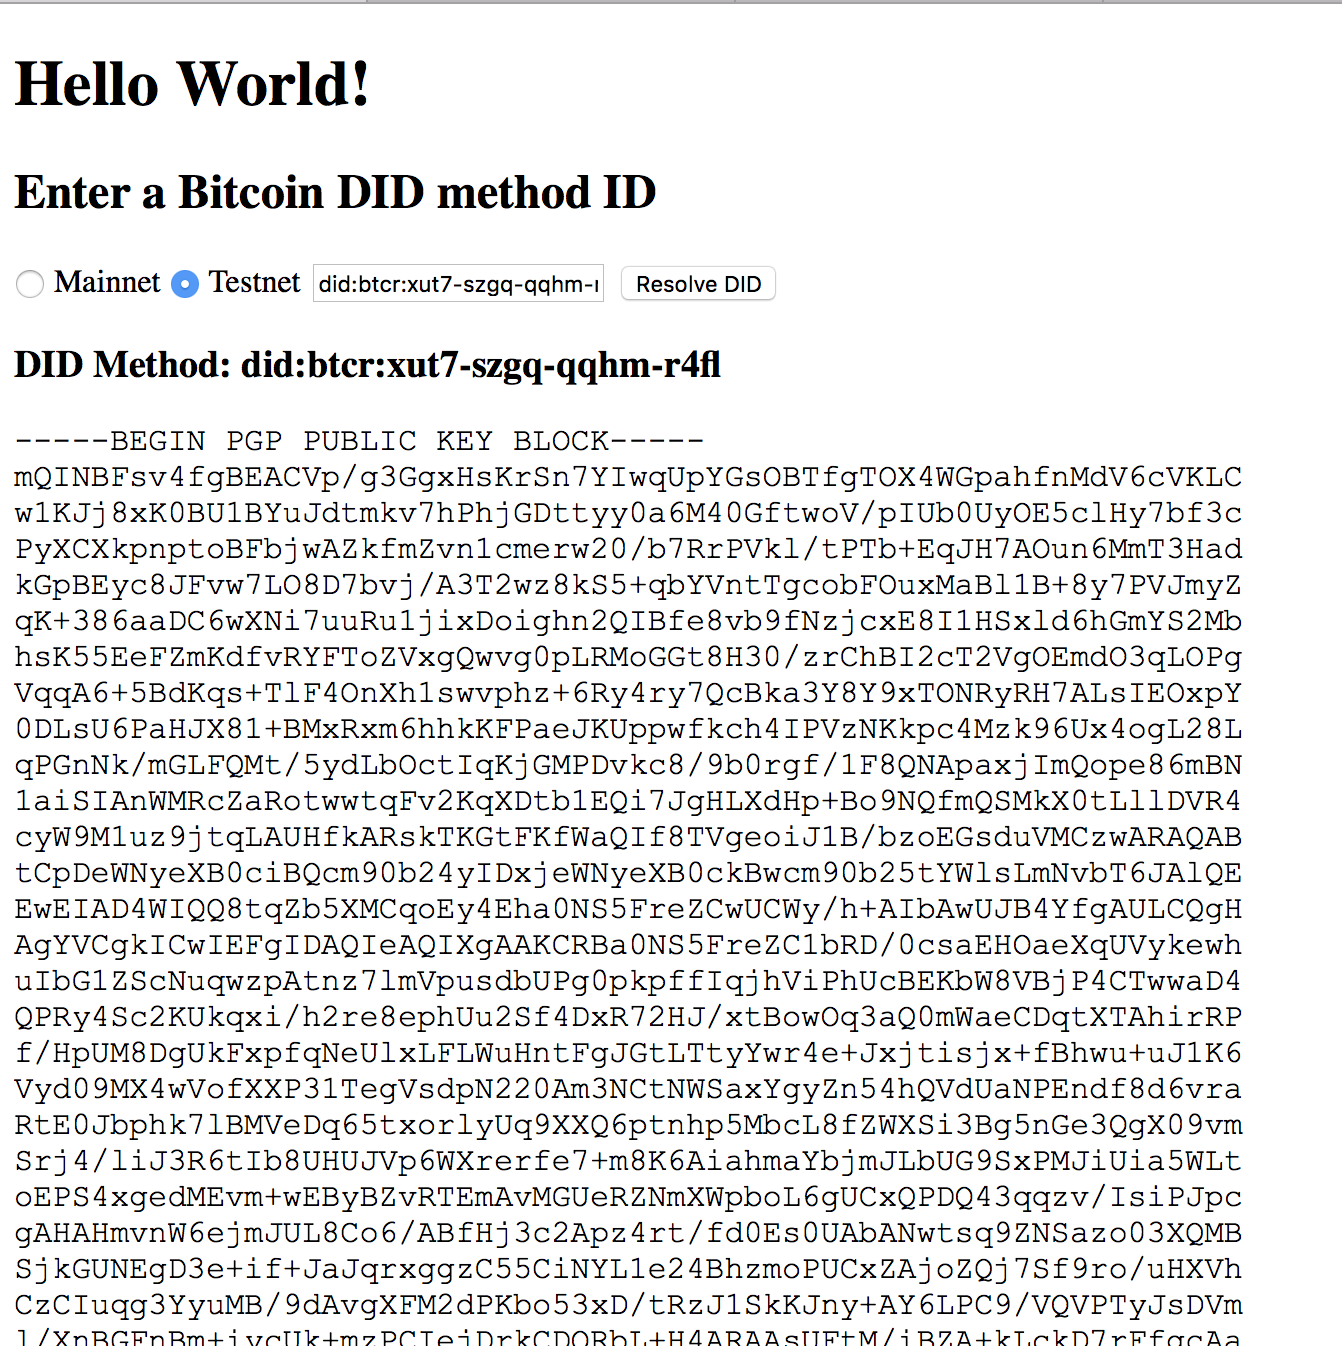 Hello World!
Enter a Bitcoin DID method ID
Mainnet Testnet did:btcr:xut7-szgq-qqhm-r Resolve DID
DID Method: did:btcr:xut7-szgq-qqhm-r4fl
-----BEGIN PGP PUBLIC KEY BLOCK-----
mQINBFsv4fgBEACVp/g3GgxHsKrSn7YIwqUpYGsOBTfgTOX4WGpahfnMdV6cVKLC
w1KJj8xK0BU1BYuJdtmkv7hPhjGDttyy0a6M40GftwoV/pIUb0UyOE5clHy7bf3c
PyXCXkpnptoBFbjwAZkfmZvn1cmerw20/b7RrPVkl/tPTb+EqJH7AOun6MmT3Had
kGpBEyc8JFvw7LO8D7bvj/A3T2wz8kS5+qbYVntTgcobFOuxMaBl1B+8y7PVJmyZ
qK+386aaDC6wXNi7uuRu1jixDoighn2QIBfe8vb9fNzjcxE8I1HSxld6hGmYS2Mb
hsK55EeFZmKdfvRYFToZVxgQwvg0pLRMoGGt8H30/zrChBI2cT2VgOEmdO3qLOPg
VqqA6+5BdKqs+TlF4OnXh1swvphz+6Ry4ry7QcBka3Y8Y9xTONRyRH7ALsIEOxpY
0DLsU6PaHJX81+BMxRxm6hhkKFPaeJKUppwfkch4IPVzNKkpc4Mzk96Ux4ogL28L
qPGnNk/mGLFQMt/5ydLbOctIqKjGMPDvkc8/9b0rgf/1F8QNApaxjImQope86mBN
1aiSIAnWMRcZaRotwwtqFv2KqXDtb1EQi7JgHLXdHp+Bo9NQfmQSMkX0tLllDVR4
cyW9M1uz9jtqLAUHfkARskTKGtFKfWaQIf8TVgeoiJ1B/bzoEGsduVMCzwARAQAB
tCpDeWNyeXB0ciBQcm90b24yIDxjeWNyeXB0ckBwcm90b25tYWlsLmNvbT6JAlQE
EwEIAD4WIQQ8tqZb5XMCqoEy4Eha0NS5FreZCwUCWy/h+AIbAwUJB4YfgAULCQgH
AgYVCgkICwIEFgIDAQIeAQIXgAAKCRBa0NS5FreZC1bRD/0csaEHOaeXqUVykewh
uIbG1ZScNuqwzpAtnz7lmVpusdbUPg0pkpffIqjhViPhUcBEKbW8VBjP4CTwwaD4
QPRy4Sc2KUkqxi/h2re8ephUu2Sf4DxR72HJ/xtBowOq3aQ0mWaeCDqtXTAhirRP
f/HpUM8DgUkFxpfqNeUlxLFLWuHntFgJGtLTtyYwr4e+Jxjtisjx+fBhwu+uJ1K6
Vyd09MX4wVofXXP31TegVsdpN220Am3NCtNWSaxYgyZn54hQVdUaNPEndf8d6vra
RtE0Jbphk7lBMVeDq65txorlyUq9XXQ6ptnhp5MbcL8fZWXSi3Bg5nGe3QgX09vm
Srj4/liJ3R6tIb8UHUJVp6WXrerfe7+m8K6AiahmaYbjmJLbUG9SxPMJiUia5WLt
oEPS4xgedMEvm+wEByBZvRTEmAvMGUeRZNmXWpboL6gUCxQPDQ43qqzv/IsiPJpc
gAHAHmvnW6ejmJUL8Co6/ABfHj3c2Apz4rt/fd0Es0UAbANwtsq9ZNSazo03XQMB
SjkGUNEgD3e+if+JaJqrxggzC55CiNYL1e24BhzmoPUCxZAjoZQj7Sf9ro/uHXVh
CzCIuqg3YyuMB/9dAvgXFM2dPKbo53xD/tRzJ1SkKJny+AY6LPC9/VQVPTyJsDVm